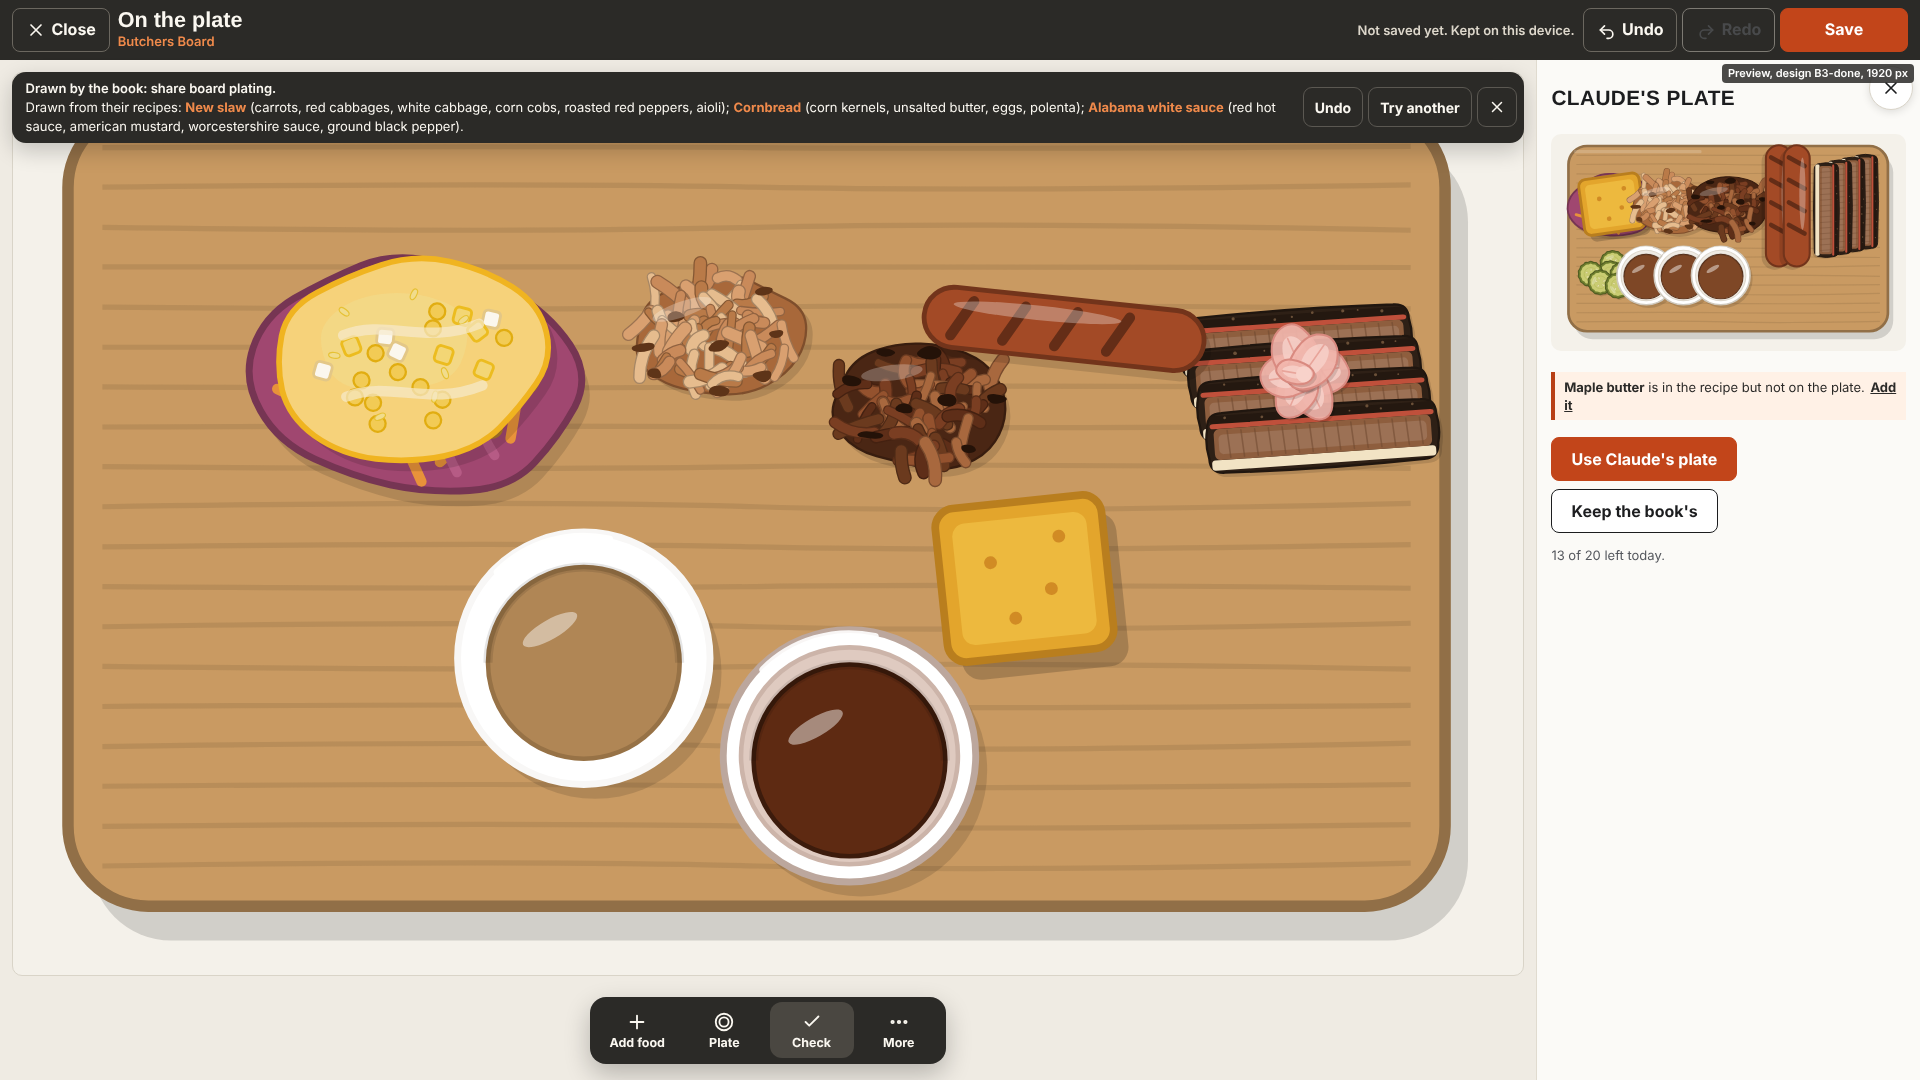 Close
On the plate
Butchers Board
Not saved yet. Kept on this device.
Undo
Redo
Save
Preview, design B3-done, 1920 px
Drawn by the book: share board plating.
Drawn from their recipes: New slaw (carrots, red cabbages, white cabbage, corn cobs, roasted red peppers, aioli); Cornbread (corn kernels, unsalted butter, eggs, polenta); Alabama white sauce (red hot
sauce, american mustard, worcestershire sauce, ground black pepper).
Undo
Try another
CLAUDE'S PLATE
Maple butter is in the recipe but not on the plate. Add
it
Use Claude's plate
Keep the book's
13 of 20 left today.
Add food
Plate
Check
More